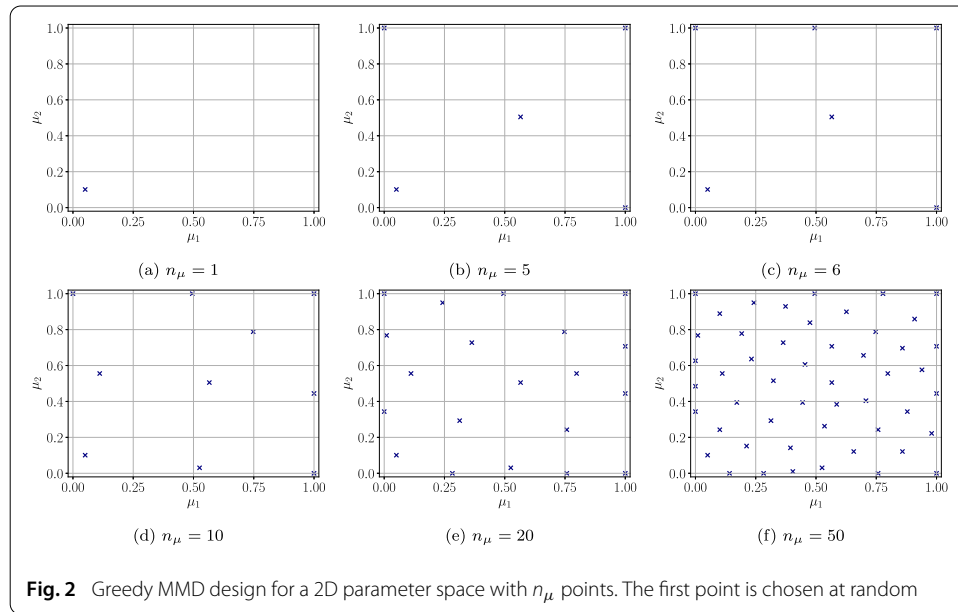 1.0
0.8
0.6
0.4
0.2
0.0
μ2
0.00 0.25 0.50 0.75 1.00
μ1
(a) nμ = 1
1.0
0.8
0.6
0.4
0.2
0.0
μ2
0.00 0.25 0.50 0.75 1.00
μ1
(b) nμ = 5
1.0
0.8
0.6
0.4
0.2
0.0
μ2
0.00 0.25 0.50 0.75 1.00
μ1
(c) nμ = 6
1.0
0.8
0.6
0.4
0.2
0.0
μ2
0.00 0.25 0.50 0.75 1.00
μ1
(d) nμ = 10
1.0
0.8
0.6
0.4
0.2
0.0
μ2
0.00 0.25 0.50 0.75 1.00
μ1
(e) nμ = 20
1.0
0.8
0.6
0.4
0.2
0.0
μ2
0.00 0.25 0.50 0.75 1.00
μ1
(f) nμ = 50
Fig. 2 Greedy MMD design for a 2D parameter space with nμ points. The first point is chosen at random